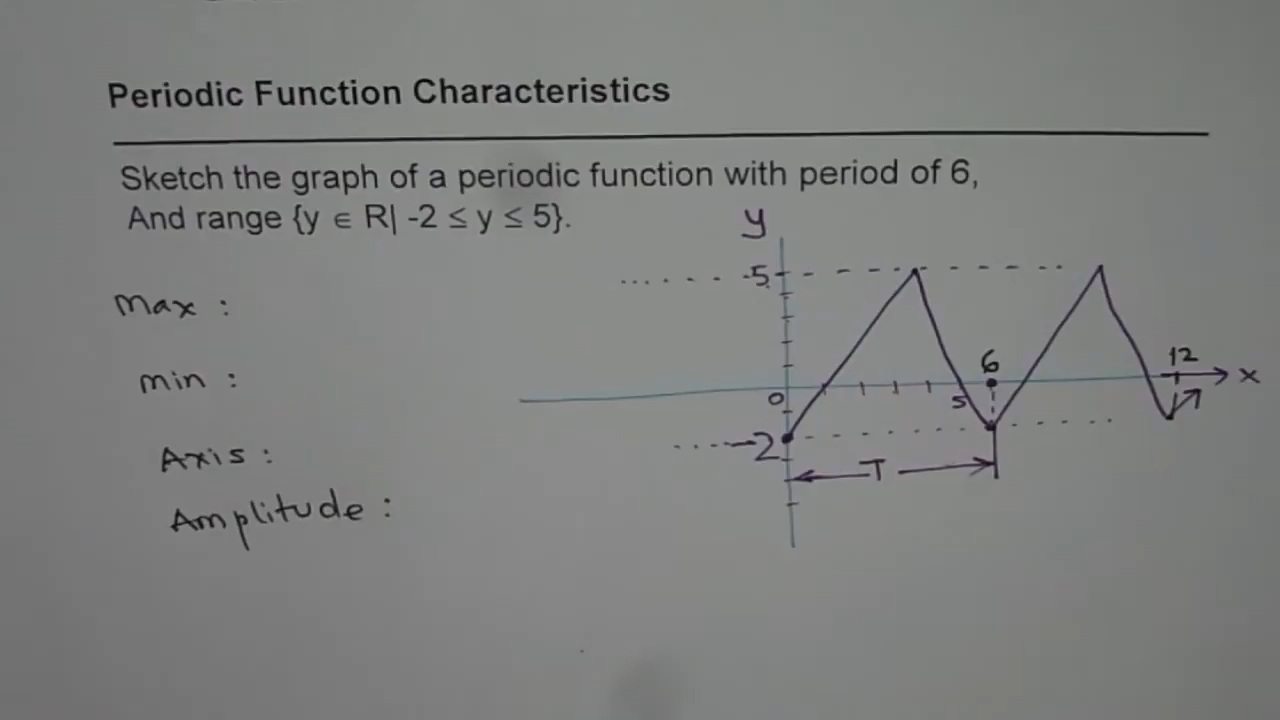 Periodic Function Characteristics
Sketch the graph of a periodic function with period of 6,
And range {y ∈ R| -2 ≤ y ≤ 5}.
y
-5
max :
6
12
x
min :
0
5
-2
Axis :
T
Amplitude :